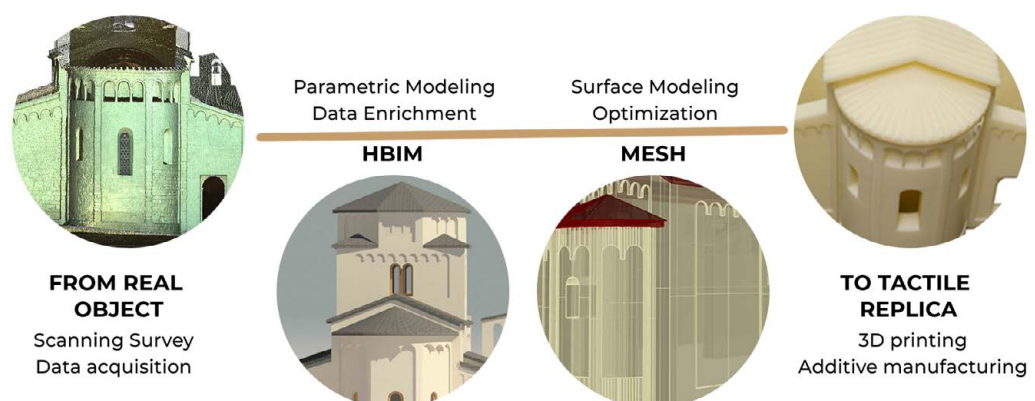 FROM REAL
OBJECT
Scanning Survey
Data acquisition
Parametric Modeling
Data Enrichment
HBIM
Surface Modeling
Optimization
MESH
TO TACTILE
REPLICA
3D printing
Additive manufacturing